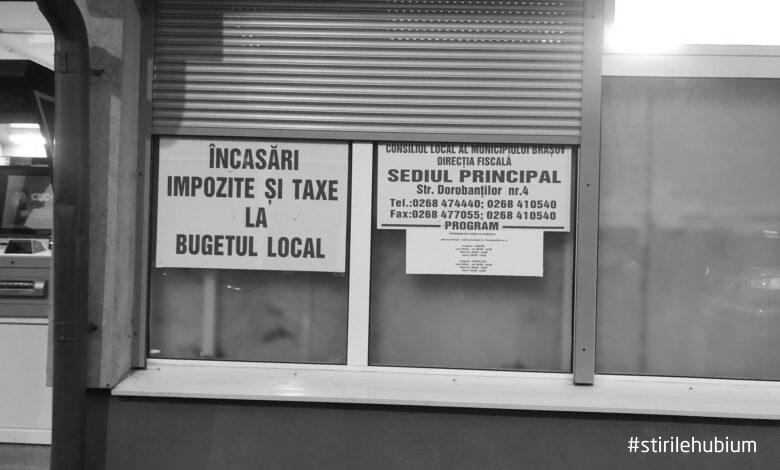 ÎNCASĂRI
IMPOZITE ȘI TAXE
LA
BUGETUL LOCAL
CONSILIUL LOCAL AL MUNICIPIULUI BRAȘOV
DIRECȚIA FISCALĂ
SEDIUL PRINCIPAL
Str. Dorobanților nr.4
Tel.:0268 474440; 0268 410540
Fax:0268 477055; 0268 410540
PROGRAM
CEC
#stirilehubium